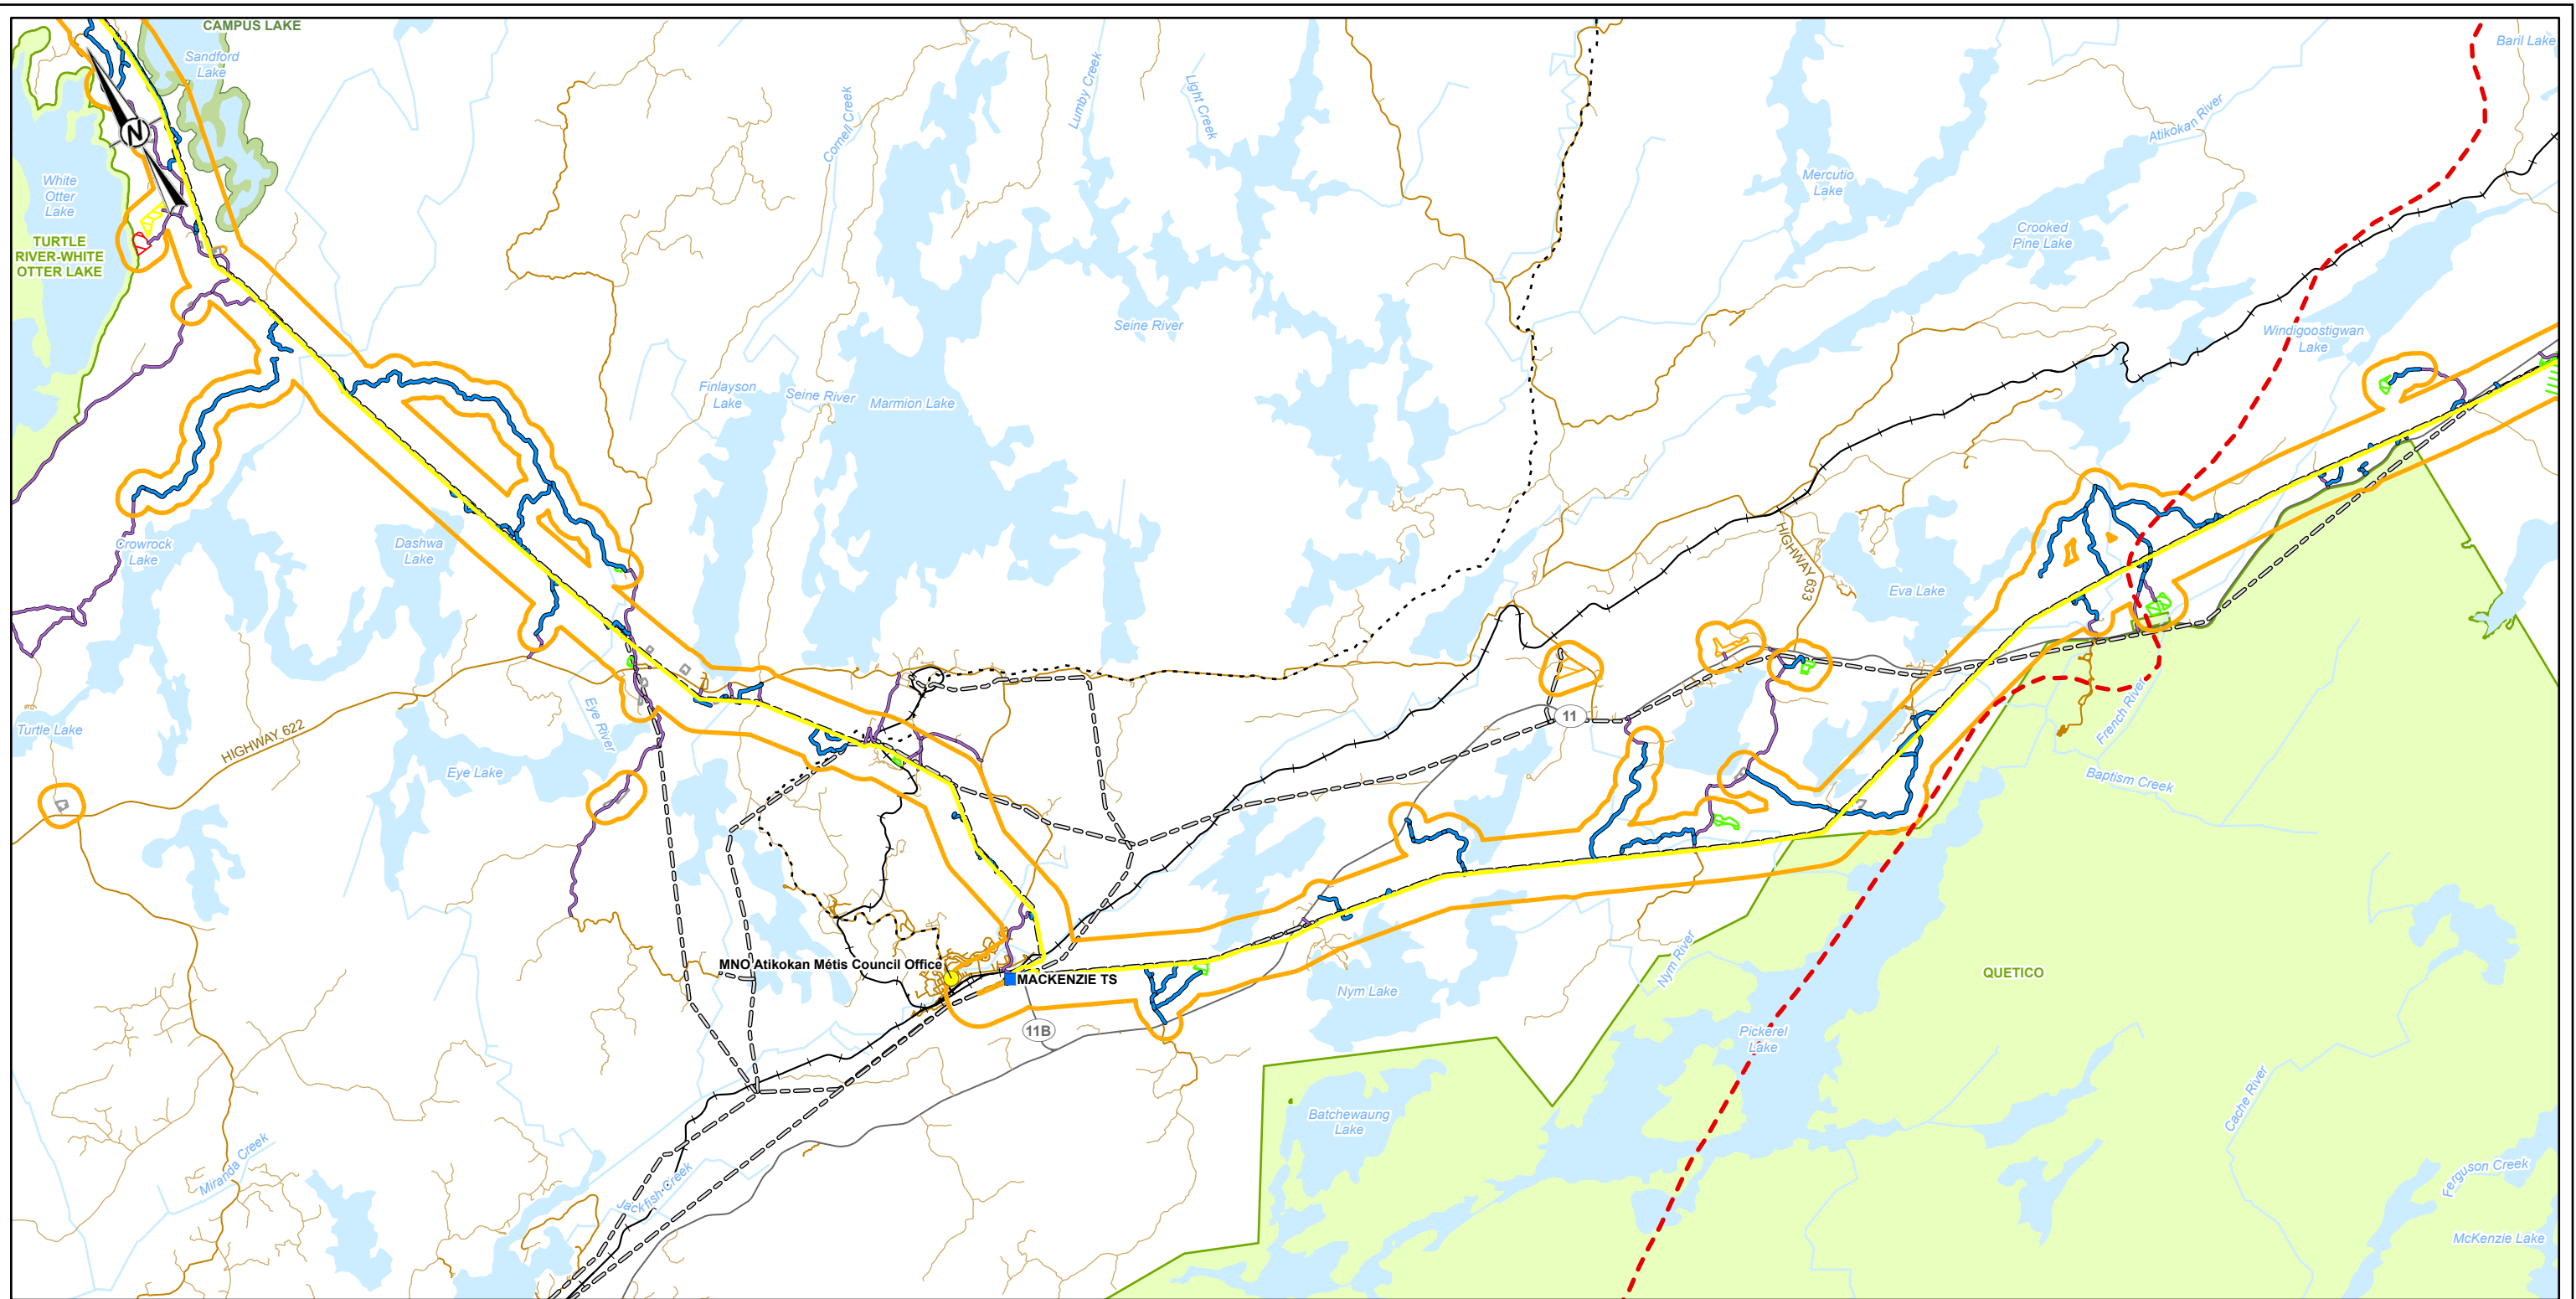 CAMPUS LAKE
Sandford
Lake
Baril Lake
Lumby Creek
Light Creek
Cornell Creek
Atikokan River
N
White
Otter
Lake
Mercutio
Lake
TURTLE
RIVER-WHITE
OTTER LAKE
Crooked
Pine Lake
Seine River
Windigoostigwan
Lake
Finlayson
Lake
Seine River
Marmion Lake
Crowrock
Lake
Dashwa
Lake
HIGHWAY 633
Eva Lake
Turtle Lake
HIGHWAY 622
Eye River
11
French River
Eye Lake
Baptism Creek
MNO Atikokan Métis Council Office
MACKENZIE TS
Nym River
QUETICO
Nym Lake
11B
Pickerel
Lake
Batchewaung
Lake
Cache River
Miranda Creek
Jackfish Creek
Ferguson Creek
McKenzie Lake